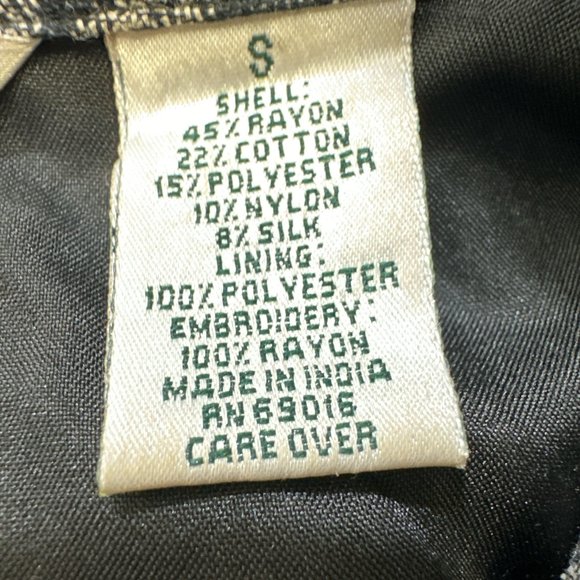 S
SHELL:
45% RAYON
22% COTTON
15% POLYESTER
10% NYLON
8% SILK
LINING:
100% POLYESTER
EMBROIDERY:
100% RAYON
MADE IN INDIA
RN 69016
CARE OVER